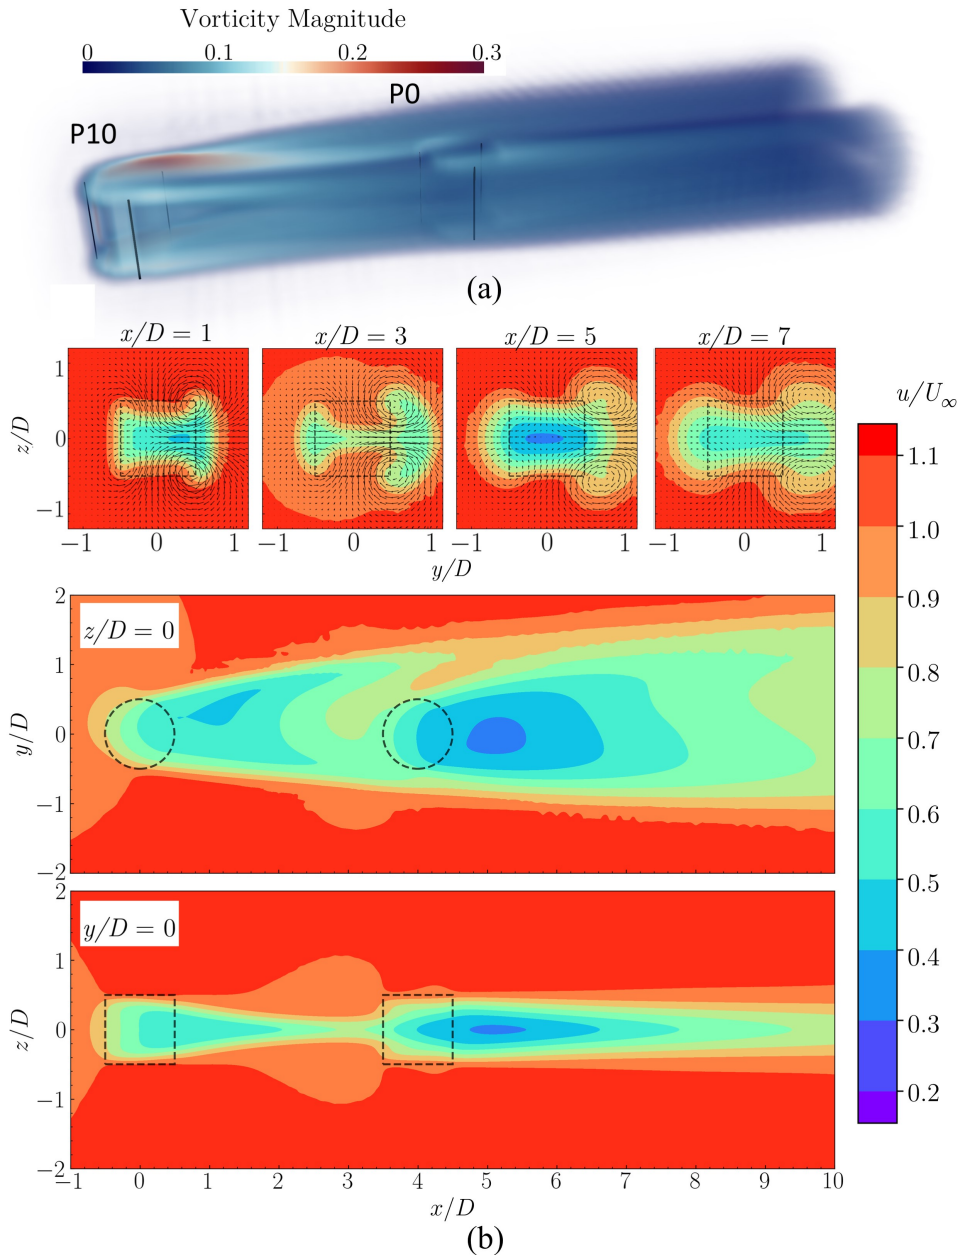 Vorticity Magnitude
0 0.1 0.2 0.3
P0
P10
(a)
x/D = 1 x/D = 3 x/D = 5 x/D = 7
u/U∞
1
0
−1
z/D
−1 0 1 −1 0 1 −1 0 1 −1 0 1
y/D
1.1
1.0
0.9
0.8
0.7
0.6
0.5
0.4
0.3
0.2
2
1
0
−1
−2
y/D
z/D = 0
2
1
0
−1
−2
z/D
y/D = 0
−1 0 1 2 3 4 5 6 7 8 9 10
x/D
(b)